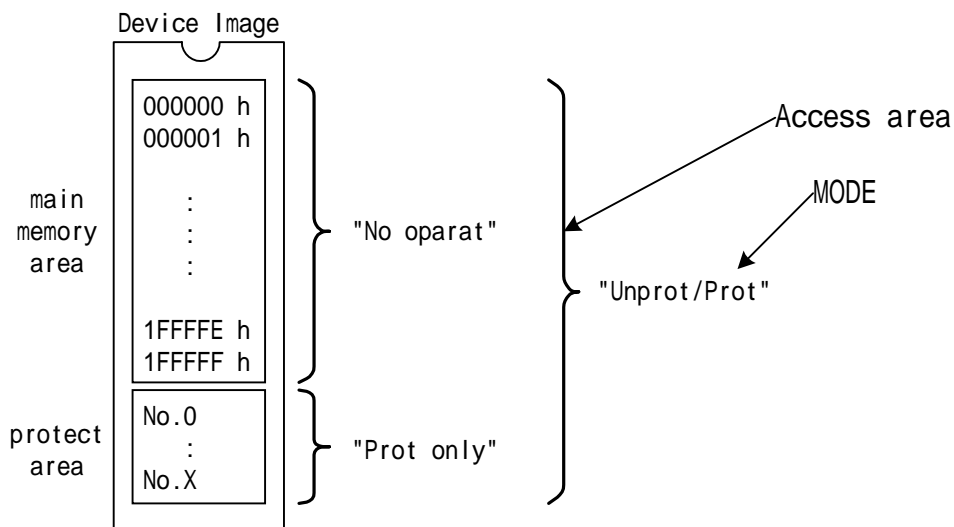 Device Image
000000 h
000001 h
:
:
:
1FFFFE h
1FFFFF h
main
memory
area
"No oparat"
No.0
:
No.X
protect
area
"Prot only"
"Unprot/Prot"
Access area
MODE